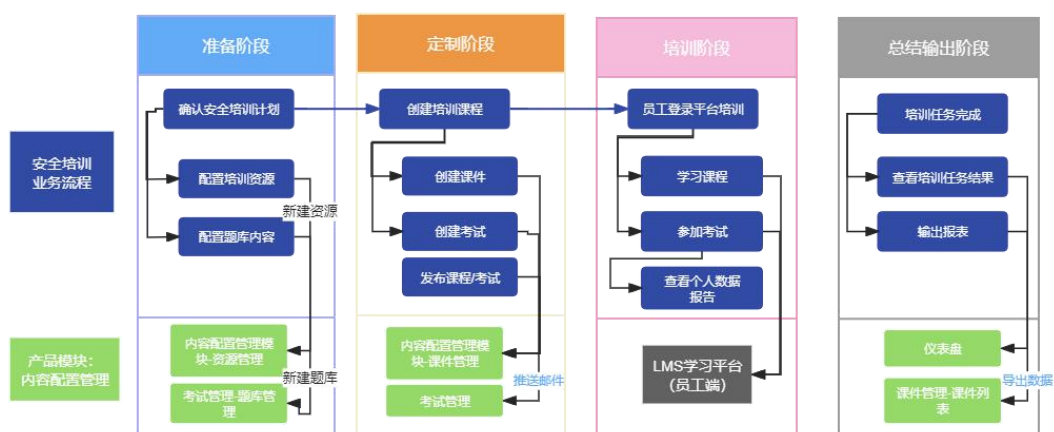 准备阶段
定制阶段
培训阶段
总结输出阶段
安全培训
业务流程
确认安全培训计划
配置培训资源
新建资源
配置题库内容
创建培训课程
创建课件
创建考试
发布课程/考试
员工登录平台培训
学习课程
参加考试
查看个人数据
报告
培训任务完成
查看培训任务结果
输出报表
产品模块：
内容配置管理
内容配置管理模
块-资源管理
新建题库
考试管理-题库管
理
内容配置管理模
块-课件管理
推送邮件
考试管理
LMS学习平台
（员工端）
仪表盘
导出数据
课件管理-课件列
表